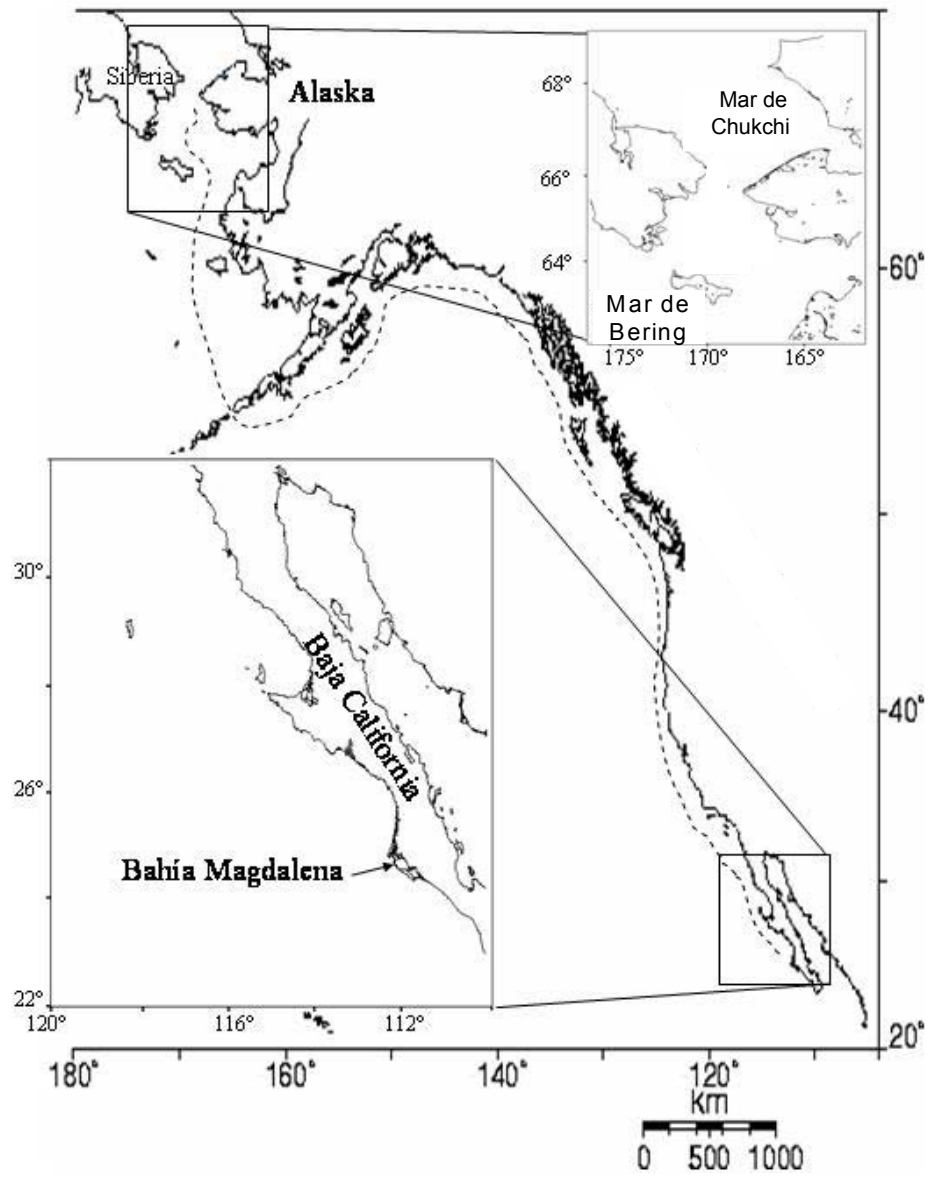 Siberia
Alaska
68°
66°
64°
Mar de
Chukchi
Mar de
Bering
175°
170°
165°
60°
40°
20°
30°
26°
22°
120°
116°
112°
Baja California
Bahía Magdalena
180°
160°
140°
120°
Km
0 500 1000